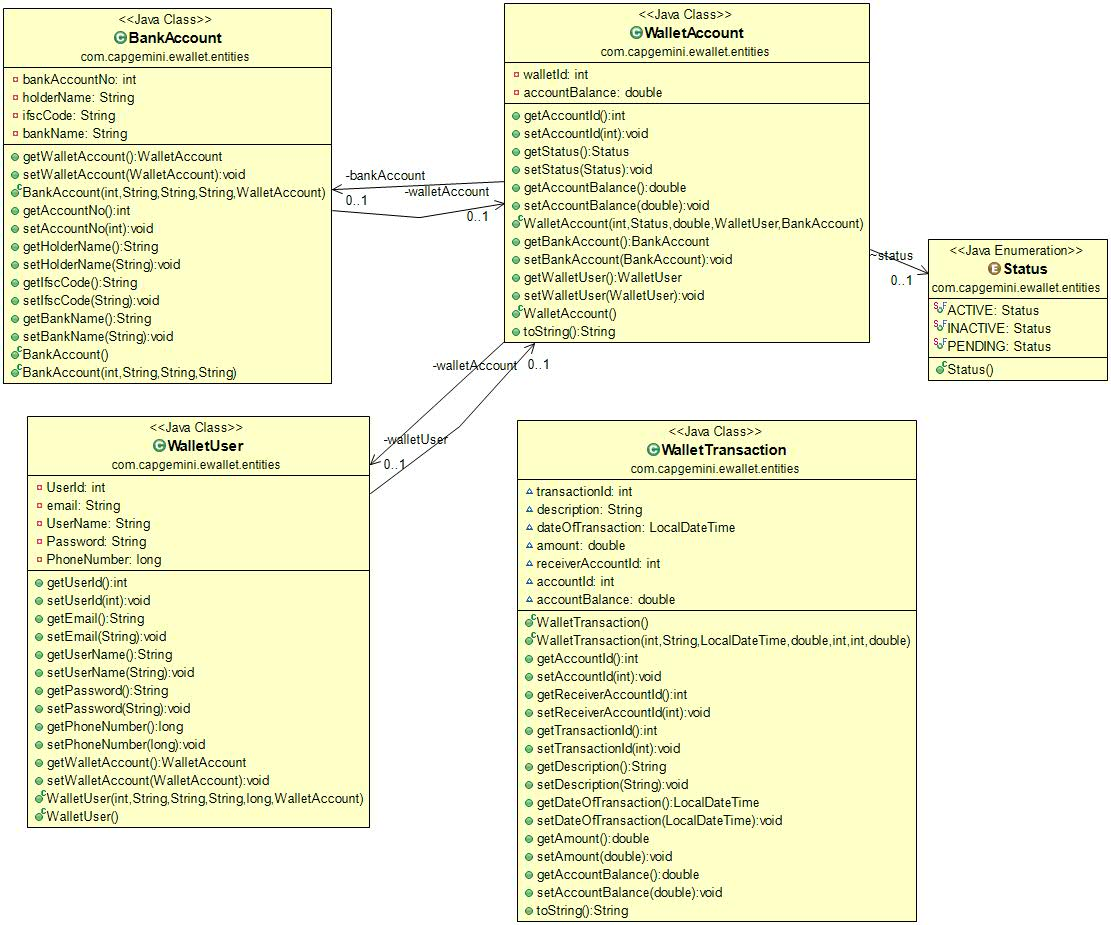 <<Java Class>>
BankAccount
com.capgemini.ewallet.entities
bankAccountNo: int
holderName: String
ifscCode: String
bankName: String
getWalletAccount():WalletAccount
setWalletAccount(WalletAccount):void
BankAccount(int,String,String,String,WalletAccount)
getAccountNo():int
setAccountNo(int):void
getHolderName():String
setHolderName(String):void
getIfscCode():String
setIfscCode(String):void
getBankName():String
setBankName(String):void
BankAccount()
BankAccount(int,String,String,String)
-bankAccount
0..1
-walletAccount
0..1
<<Java Class>>
WalletAccount
com.capgemini.ewallet.entities
walletId: int
accountBalance: double
getAccountId():int
setAccountId(int):void
getStatus():Status
setStatus(Status):void
getAccountBalance():double
setAccountBalance(double):void
WalletAccount(int,Status,double,WalletUser,BankAccount)
getBankAccount():BankAccount
setBankAccount(BankAccount):void
getWalletUser():WalletUser
setWalletUser(WalletUser):void
WalletAccount()
toString():String
~status
0..1
<<Java Enumeration>>
Status
com.capgemini.ewallet.entities
ACTIVE: Status
INACTIVE: Status
PENDING: Status
Status()
-walletAccount
0..1
-walletUser
0..1
<<Java Class>>
WalletUser
com.capgemini.ewallet.entities
UserId: int
email: String
UserName: String
Password: String
PhoneNumber: long
getUserId():int
setUserId(int):void
getEmail():String
setEmail(String):void
getUserName():String
setUserName(String):void
getPassword():String
setPassword(String):void
getPhoneNumber():long
setPhoneNumber(long):void
getWalletAccount():WalletAccount
setWalletAccount(WalletAccount):void
WalletUser(int,String,String,String,long,WalletAccount)
WalletUser()
<<Java Class>>
WalletTransaction
com.capgemini.ewallet.entities
transactionId: int
description: String
dateOfTransaction: LocalDateTime
amount: double
receiverAccountId: int
accountId: int
accountBalance: double
WalletTransaction()
WalletTransaction(int,String,LocalDateTime,double,int,int,double)
getAccountId():int
setAccountId(int):void
getReceiverAccountId():int
setReceiverAccountId(int):void
getTransactionId():int
setTransactionId(int):void
getDescription():String
setDescription(String):void
getDateOfTransaction():LocalDateTime
setDateOfTransaction(LocalDateTime):void
getAmount():double
setAmount(double):void
getAccountBalance():double
setAccountBalance(double):void
toString():String